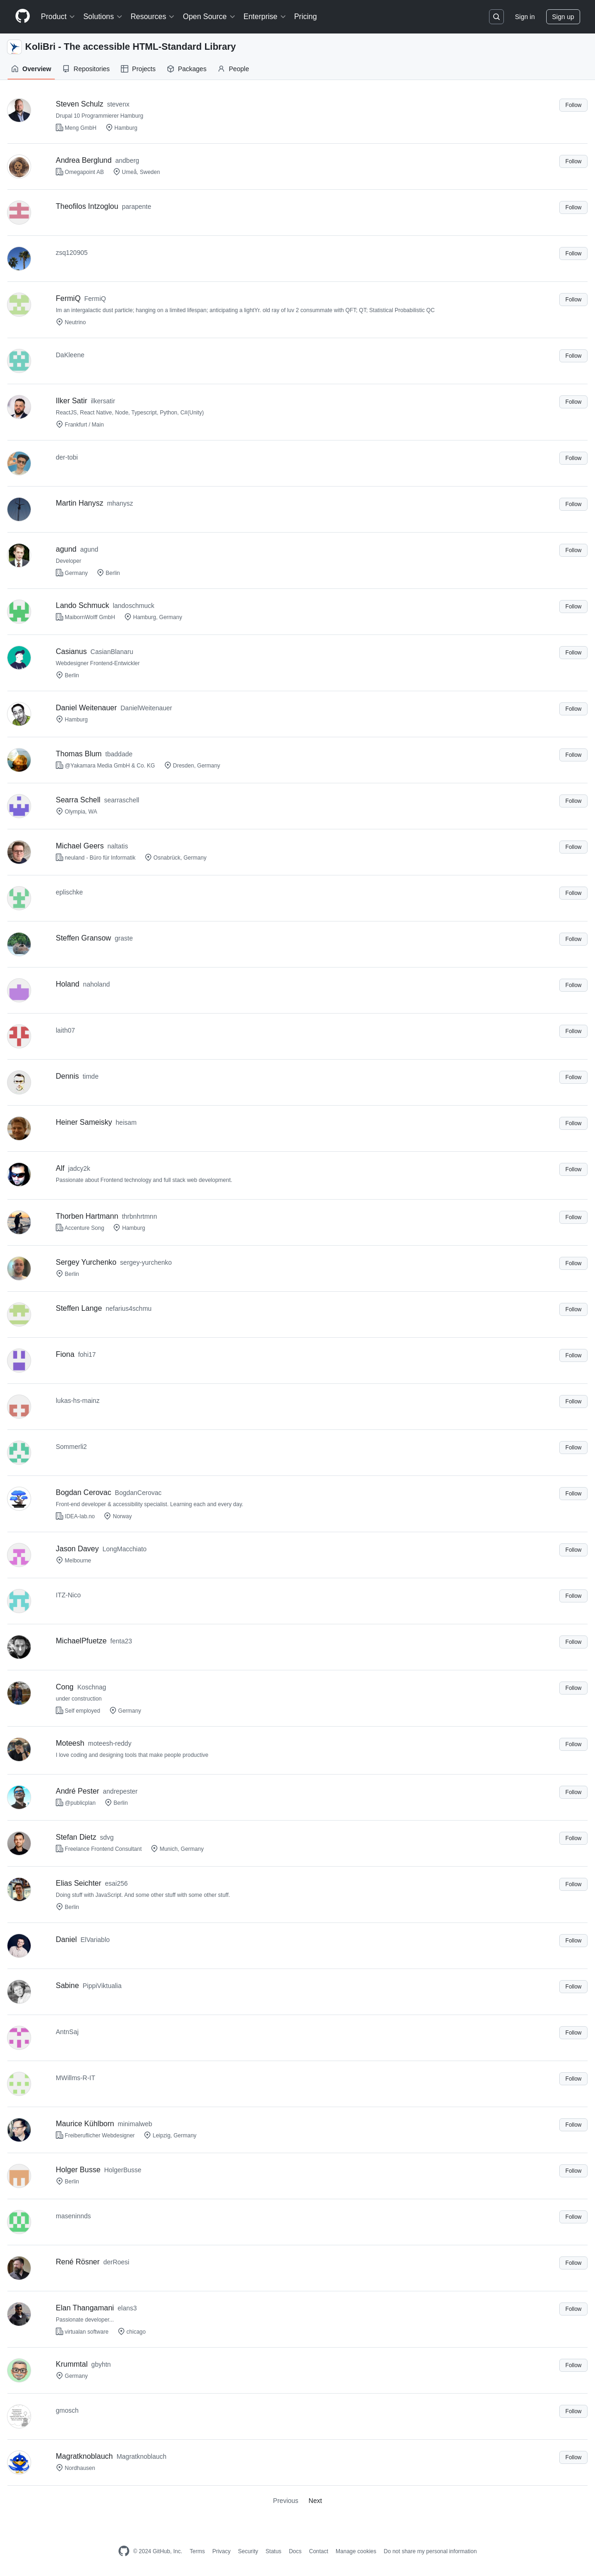 Product Solutions Resources Open Source Enterprise Pricing Sign in Sign up
KoliBri - The accessible HTML-Standard Library
Overview Repositories Projects Packages People
Steven Schulz stevenx Follow
Drupal 10 Programmierer Hamburg
Meng GmbH Hamburg
Andrea Berglund andberg Follow
Omegapoint AB Umeå, Sweden
Theofilos Intzoglou parapente Follow
zsq120905 Follow
FermiQ FermiQ Follow
Im an intergalactic dust particle; hanging on a limited lifespan; anticipating a lightYr. old ray of luv 2 consummate with QFT; QT; Statistical Probabilistic QC
Neutrino
DaKleene Follow
Ilker Satir ilkersatir Follow
ReactJS, React Native, Node, Typescript, Python, C#(Unity)
Frankfurt / Main
der-tobi Follow
Martin Hanysz mhanysz Follow
agund agund Follow
Developer
Germany Berlin
Lando Schmuck landoschmuck Follow
MaibornWolff GmbH Hamburg, Germany
Casianus CasianBlanaru Follow
Webdesigner Frontend-Entwickler
Berlin
Daniel Weitenauer DanielWeitenauer Follow
Hamburg
Thomas Blum tbaddade Follow
@Yakamara Media GmbH & Co. KG Dresden, Germany
Searra Schell searraschell Follow
Olympia, WA
Michael Geers naltatis Follow
neuland - Büro für Informatik Osnabrück, Germany
eplischke Follow
Steffen Gransow graste Follow
Holand naholand Follow
laith07 Follow
Dennis timde Follow
Heiner Sameisky heisam Follow
Alf jadcy2k Follow
Passionate about Frontend technology and full stack web development.
Thorben Hartmann thrbnhrtmnn Follow
Accenture Song Hamburg
Sergey Yurchenko sergey-yurchenko Follow
Berlin
Steffen Lange nefarius4schmu Follow
Fiona fohi17 Follow
lukas-hs-mainz Follow
Sommerli2 Follow
Bogdan Cerovac BogdanCerovac Follow
Front-end developer & accessibility specialist. Learning each and every day.
IDEA-lab no Norway
Jason Davey LongMacchiato Follow
Melbourne
ITZ-Nico Follow
MichaelPfuetze fenta23 Follow
Cong Koschnag Follow
under construction
Self employed Germany
Moteesh moteesh-reddy Follow
I love coding and designing tools that make people productive
André Pester andrepester Follow
@publicplan Berlin
Stefan Dietz sdvg Follow
Freelance Frontend Consultant Munich, Germany
Elias Seichter esai256 Follow
Doing stuff with JavaScript. And some other stuff with some other stuff.
Berlin
Daniel ElVariablo Follow
Sabine PippiViktualia Follow
AntnSaj Follow
MWillms-R-IT Follow
Maurice Kühlborn minimalweb Follow
Freiberuflicher Webdesigner Leipzig, Germany
Holger Busse HolgerBusse Follow
Berlin
maseninnds Follow
René Rösner derRoesi Follow
Elan Thangamani elans3 Follow
Passionate developer...
virtualan software chicago
Krummtal gbyhtn Follow
Germany
gmosch Follow
Magratknoblauch Magratknoblauch Follow
Nordhausen
Previous Next
© 2024 GitHub, Inc. Terms Privacy Security Status Docs Contact Manage cookies Do not share my personal information